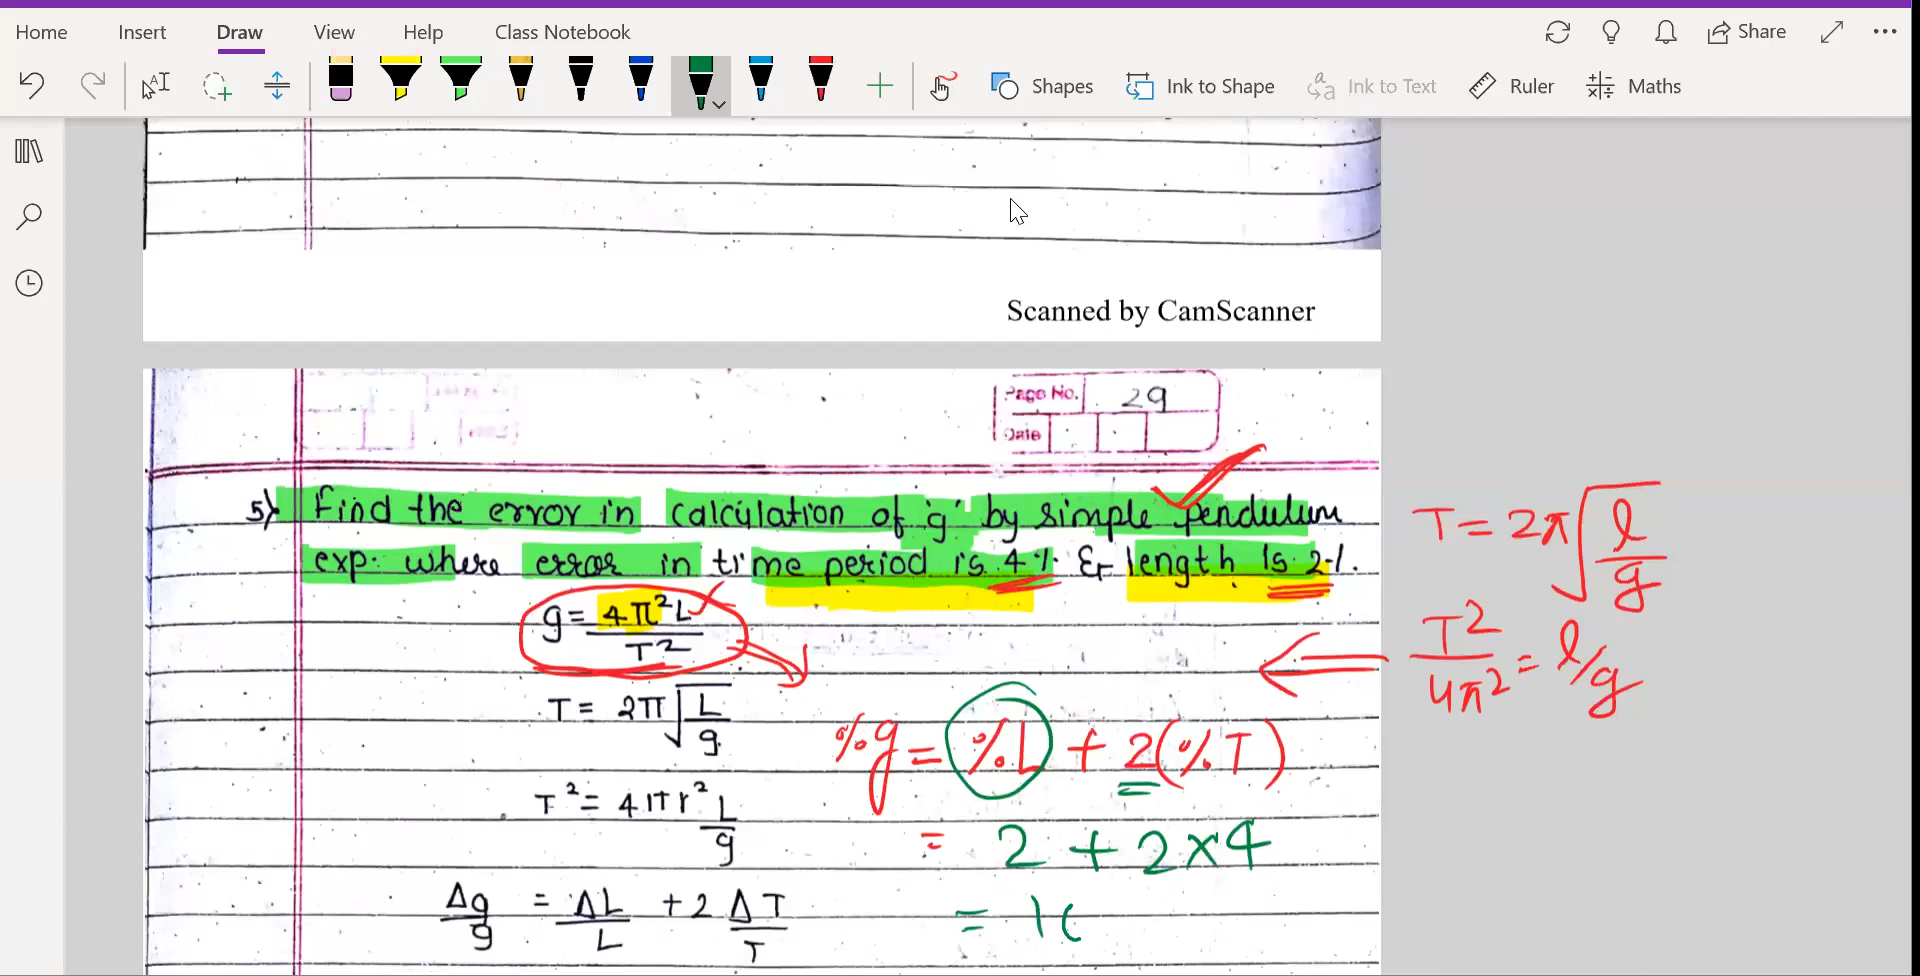 Home Insert Draw View Help Class Notebook Share
Shapes Ink to Shape Ink to Text Ruler Maths
Scanned by CamScanner
Page No. 29
Date
5) Find the error in calculation of 'g' by simple pendulum
exp. where error in time period is 4% & length is 2%.
g = 4π²L / T²
T = 2π√(L/g)
T² = 4πr² L/g
Δg/g = ΔL/L + 2 ΔT/T
%g = %L + 2(%T)
= 2 + 2×4
= 1(
T = 2π√(l/g)
T²/4π² = l/g